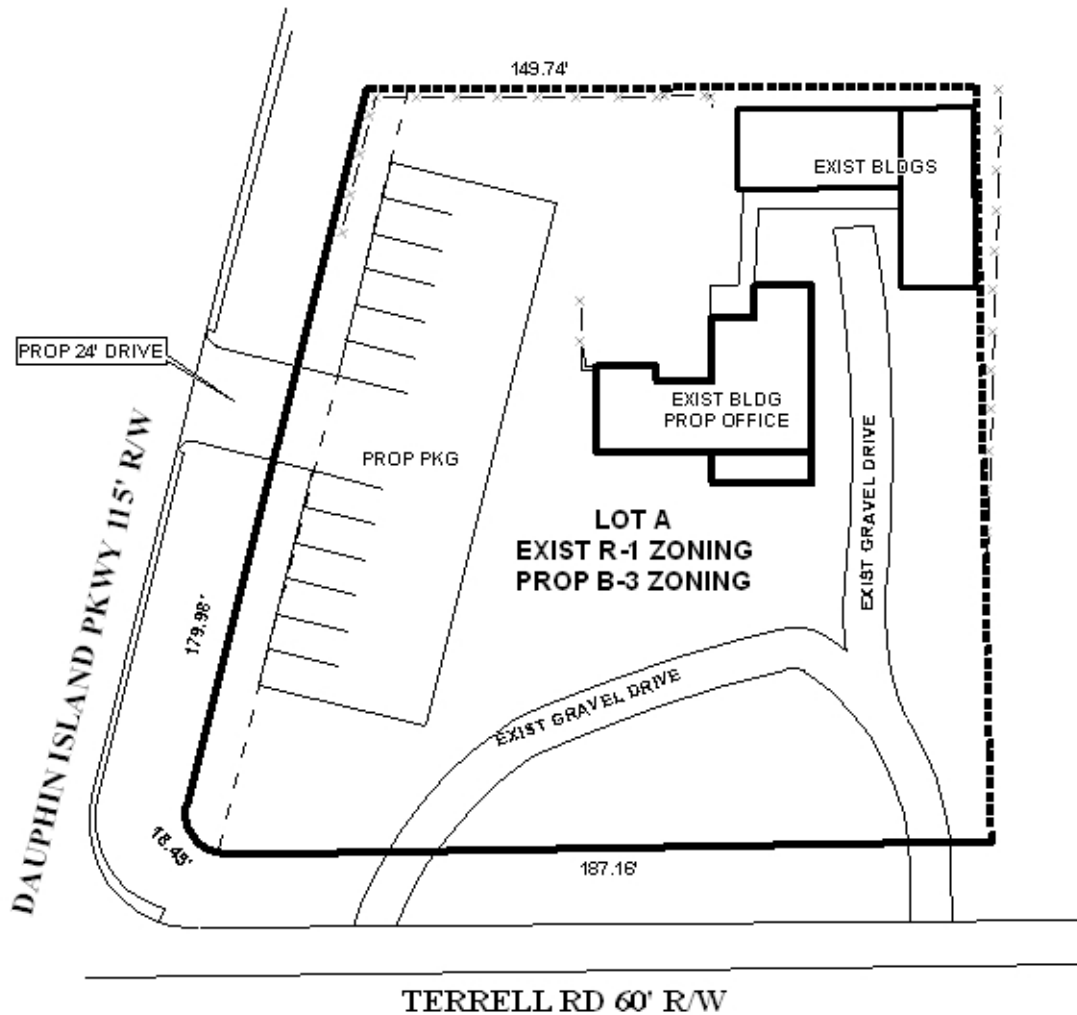 149.74'
EXIST BLDGS
PROP 24' DRIVE
EXIST BLDG
PROP OFFICE
PROP PKG
EXIST GRAVEL DRIVE
LOT A
EXIST R-1 ZONING
PROP B-3 ZONING
DAUPHIN ISLAND PKWY 115' R/W
179.98'
EXIST GRAVEL DRIVE
18.48'
187.16'
TERRELL RD 60' R/W